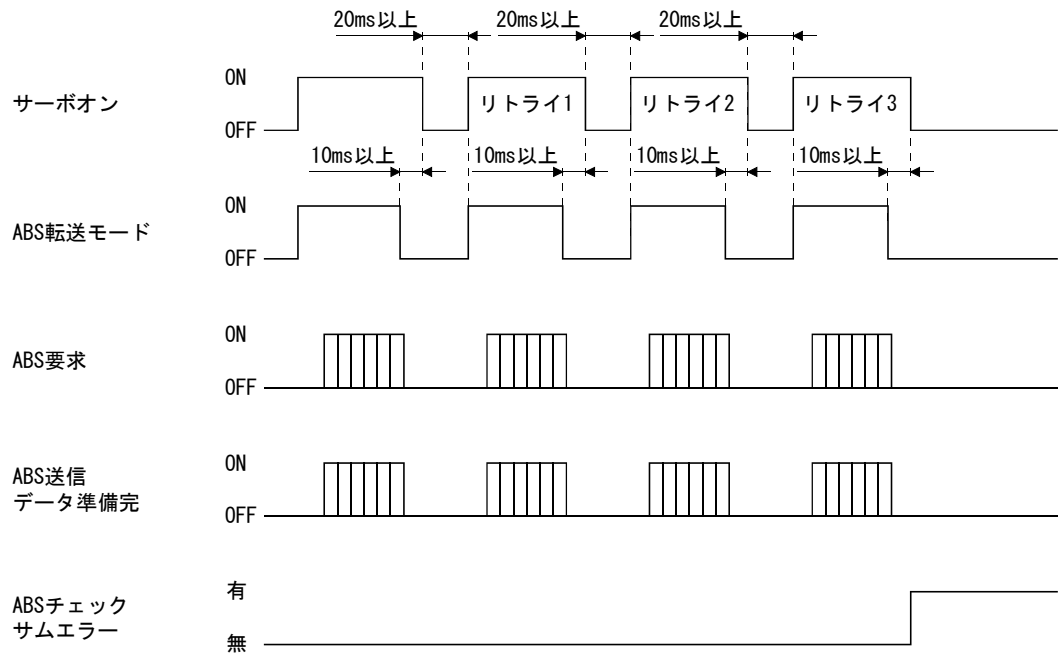 20ms以上 20ms以上 20ms以上
サーボオン
ON
OFF
リトライ1 リトライ2 リトライ3
10ms以上 10ms以上 10ms以上 10ms以上
ABS転送モード
ON
OFF
ABS要求
ON
OFF
ABS送信
データ準備完
ON
OFF
ABSチェック
サムエラー
有
無